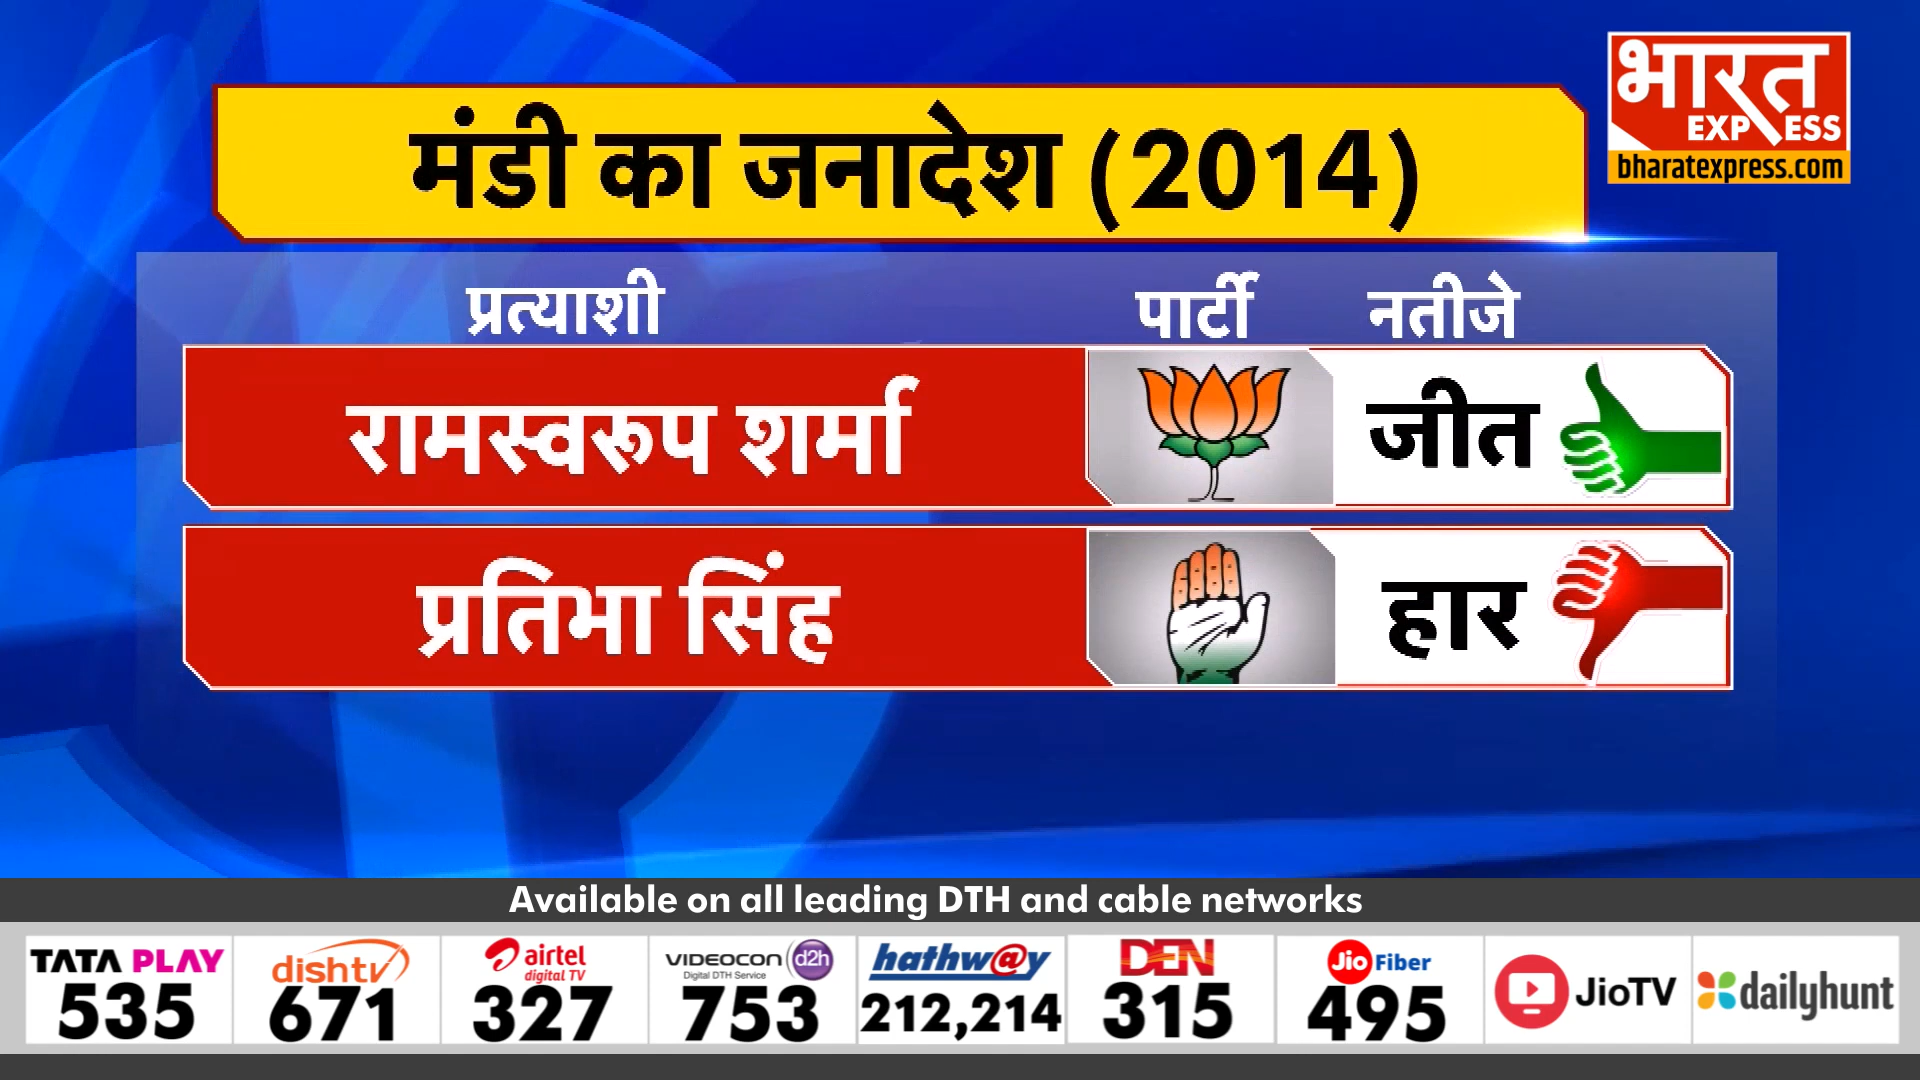 भारत
EXPRESS
bharatexpress.com
मंडी का जनादेश (2014)
प्रत्याशी पार्टी नतीजे
रामस्वरूप शर्मा जीत
प्रतिभा सिंह हार
Available on all leading DTH and cable networks
TATA PLAY
535
dishtv
671
airtel
digital TV
327
VIDEOCON d2h
Digital DTH Service
753
hathw@y
212,214
DEN
315
Jio Fiber
495
JioTV
dailyhunt